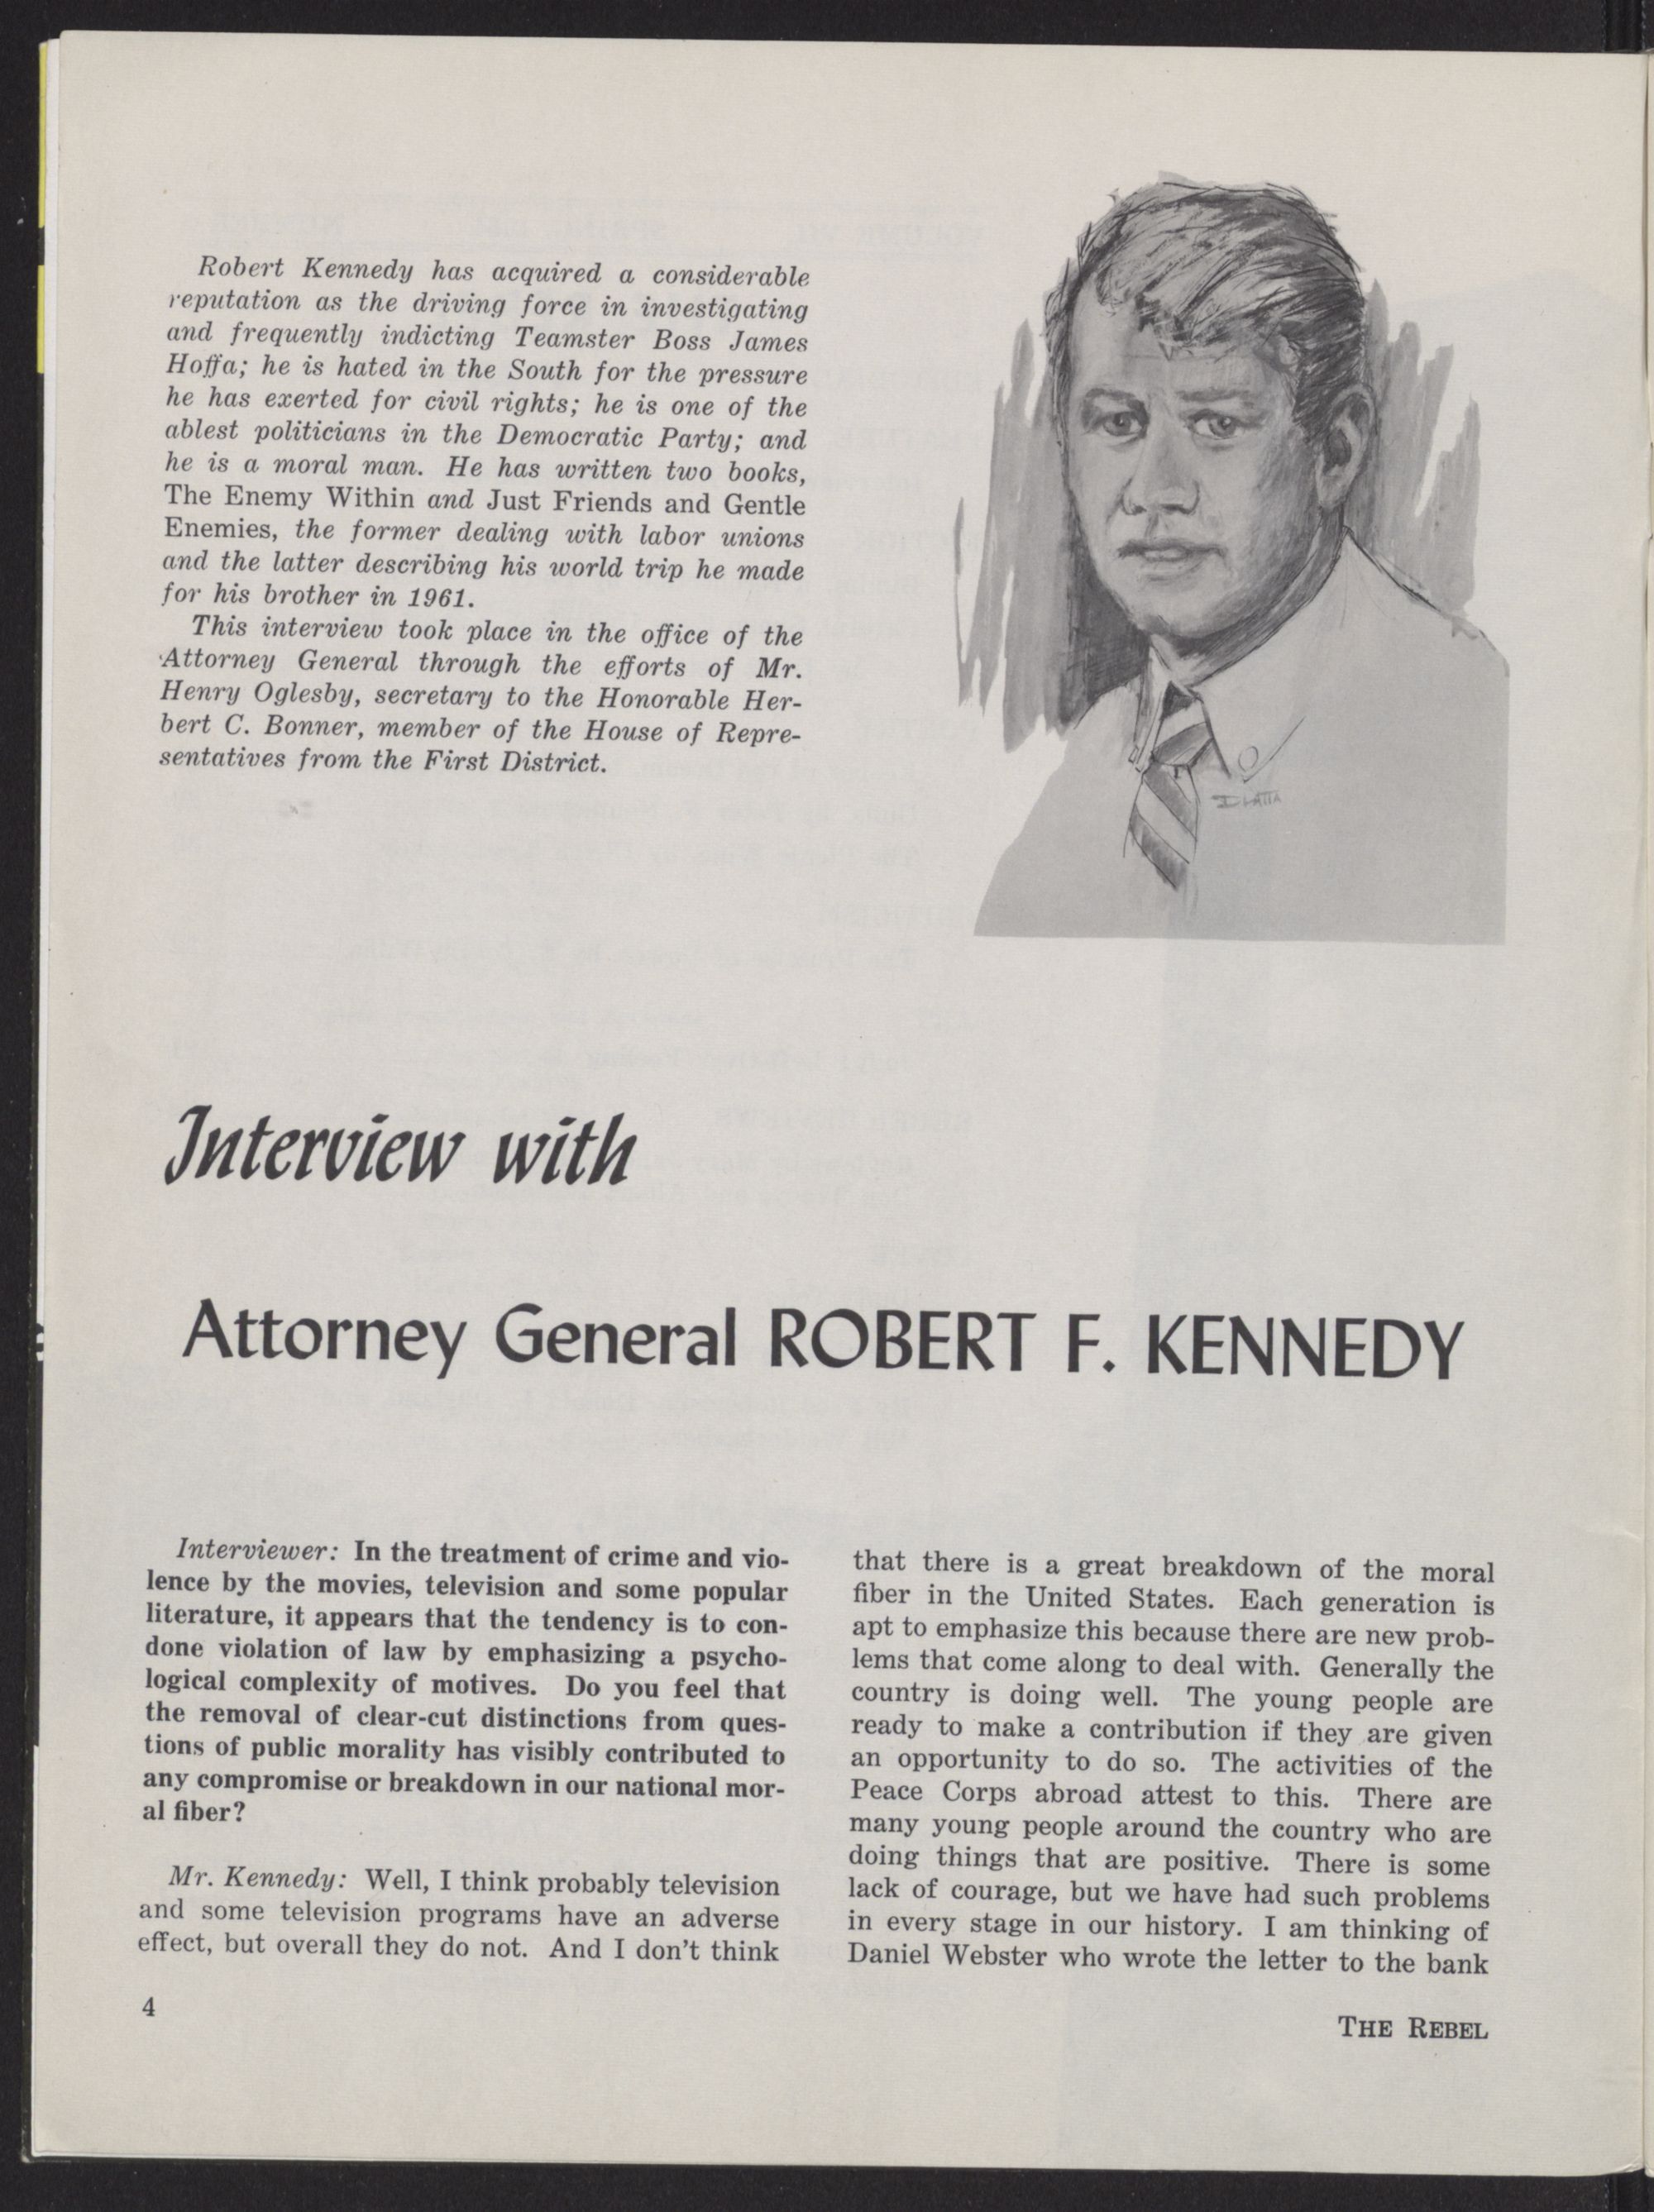 Robert Kennedy has acquired a considerable
reputation as the driving force in investigating
and frequently indicting Teamster Boss James
Hoffa; he is hated in the South for the pressure
he has exerted for civil rights; he is one of the
ablest politicians in the Democratic Party; and
he is a moral man. He has written two books,
The Enemy Within and Just Friends and Gentle
Enemies, the former dealing with labor unions
and the latter describing his world trip he made
for his brother in 1961.
This interview took place in the office of the
Attorney General through the efforts of Mr.
Henry Oglesby, secretary to the Honorable Her-
bert C. Bonner, member of the House of Repre-
sentatives from the First District.
D LATTA
Interview with
Attorney General ROBERT F. KENNEDY
Interviewer: In the treatment of crime and vio-
lence by the movies, television and some popular
literature, it appears that the tendency is to con-
done violation of law by emphasizing a psycho-
logical complexity of motives. Do you feel that
the removal of clear-cut distinctions from ques-
tions of public morality has visibly contributed to
any compromise or breakdown in our national mor-
al fiber?
Mr. Kennedy: Well, I think probably television
and some television programs have an adverse
effect, but overall they do not. And I don't think
that there is a great breakdown of the moral
fiber in the United States. Each generation is
apt to emphasize this because there are new prob-
lems that come along to deal with. Generally the
country is doing well. The young people are
ready to make a contribution if they are given
an opportunity to do so. The activities of the
Peace Corps abroad attest to this. There are
many young people around the country who are
doing things that are positive. There is some
lack of courage, but we have had such problems
in every stage in our history. I am thinking of
Daniel Webster who wrote the letter to the bank
4
THE REBEL